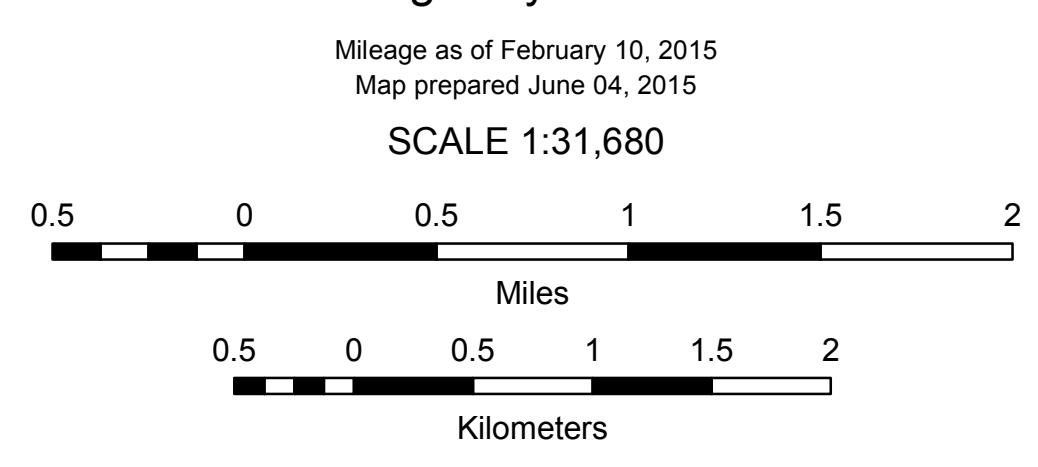 Mileage as of February 10, 2015
Map prepared June 04, 2015
SCALE 1:31,680
0.5 0 0.5 1 1.5 2
Miles
0.5 0 0.5 1 1.5 2
Kilometers